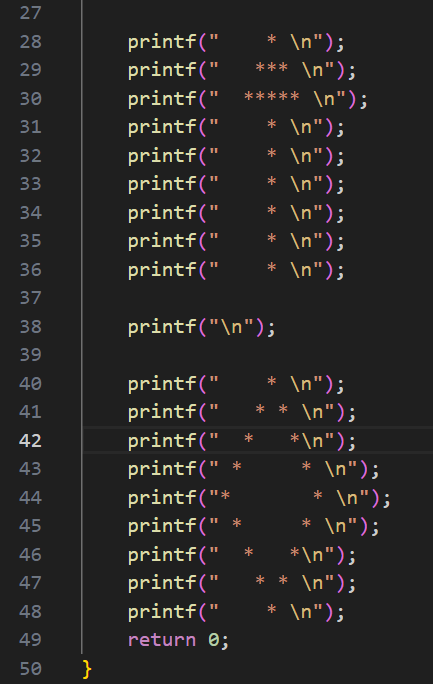 27
28    printf("    * \n");
29    printf("   *** \n");
30    printf("  ***** \n");
31    printf("    * \n");
32    printf("    * \n");
33    printf("    * \n");
34    printf("    * \n");
35    printf("    * \n");
36    printf("    * \n");
37
38    printf("\n");
39
40    printf("    * \n");
41    printf("   * * \n");
42    printf("  *   *\n");
43    printf(" *     * \n");
44    printf("*       * \n");
45    printf(" *     * \n");
46    printf("  *   *\n");
47    printf("   * * \n");
48    printf("    * \n");
49    return 0;
50 }